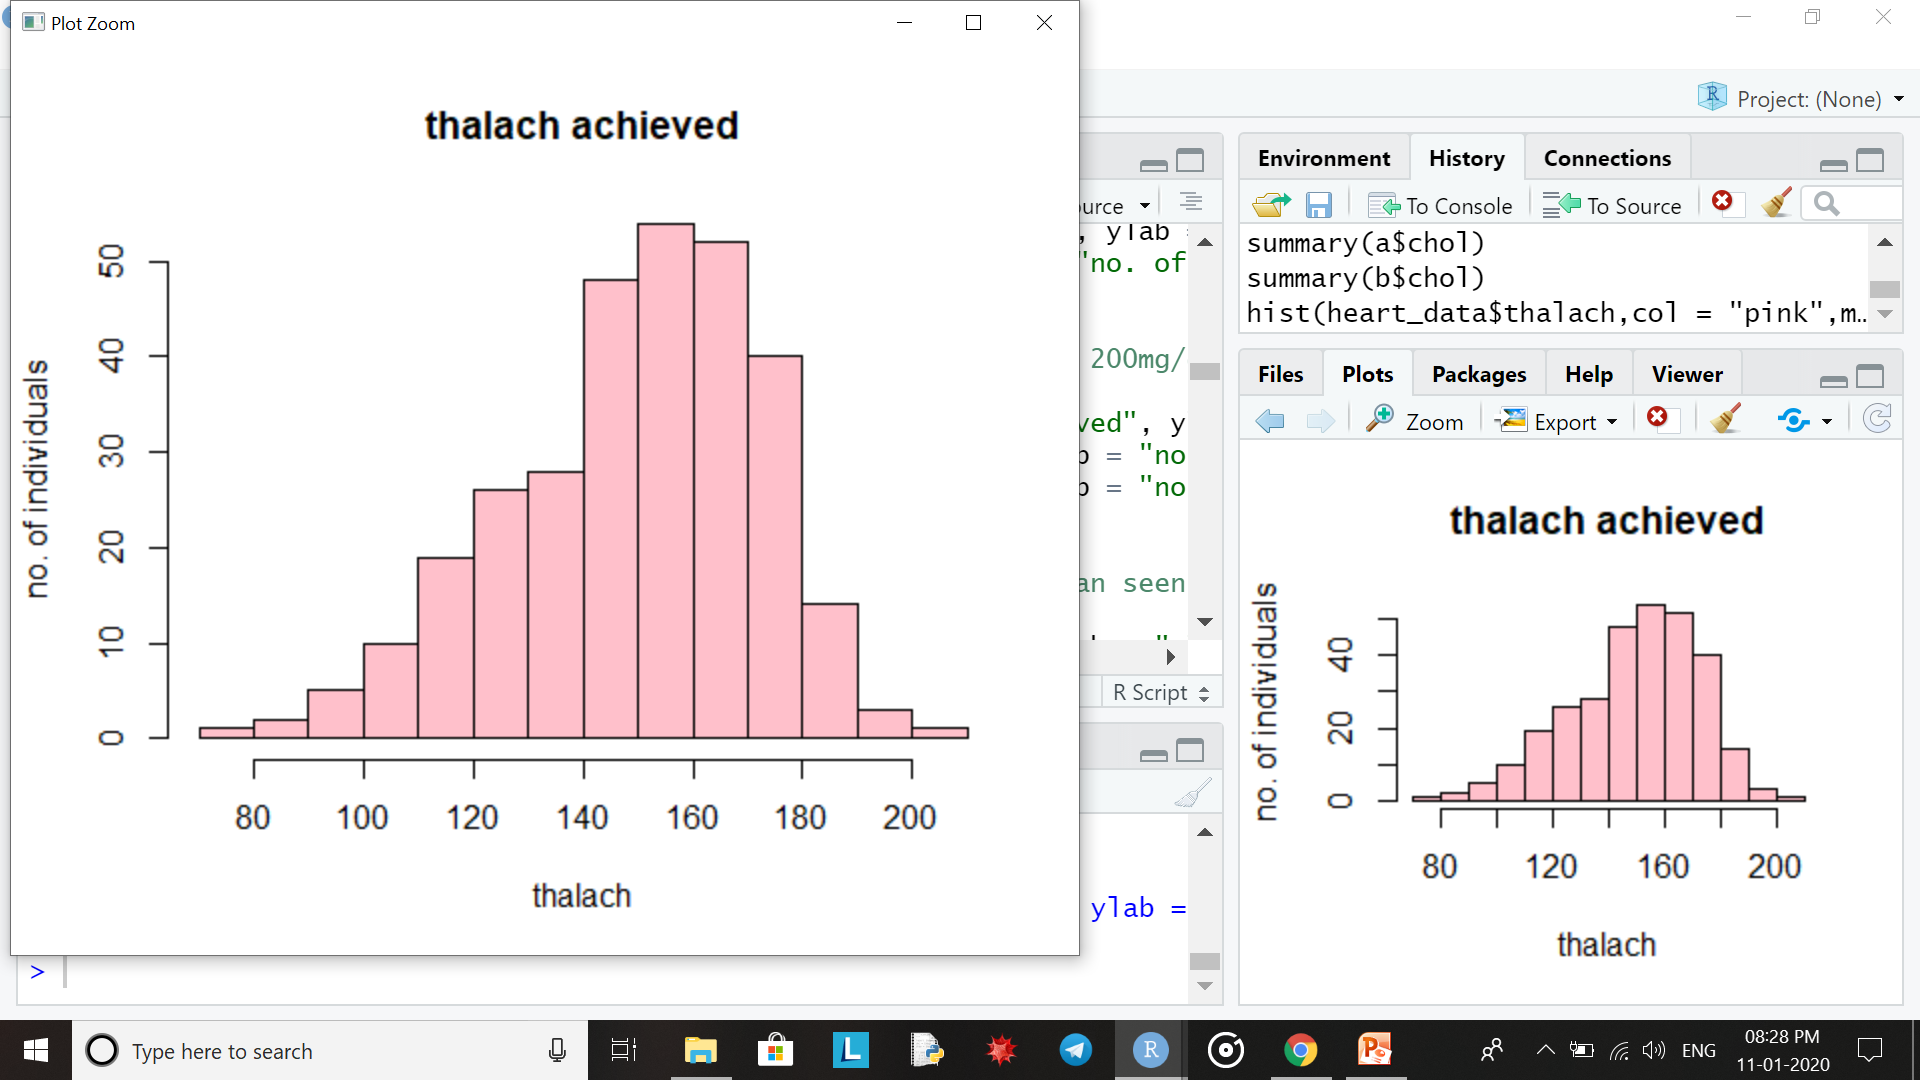 Plot Zoom
thalach achieved
no. of individuals
50
40
30
20
10
0
80 100 120 140 160 180 200
thalach
>
ource
, ylab
"no. of
200mg/
ved", y
b = "no
b = "no
an seen
R Script
ylab =
Project: (None)
Environment History Connections
To Console To Source
summary(a$chol)
summary(b$chol)
hist(heart_data$thalach,col = "pink",m…
Files Plots Packages Help Viewer
Zoom Export
thalach achieved
no. of individuals
40
20
0
80 120 160 200
thalach
Type here to search
ENG
08:28 PM
11-01-2020